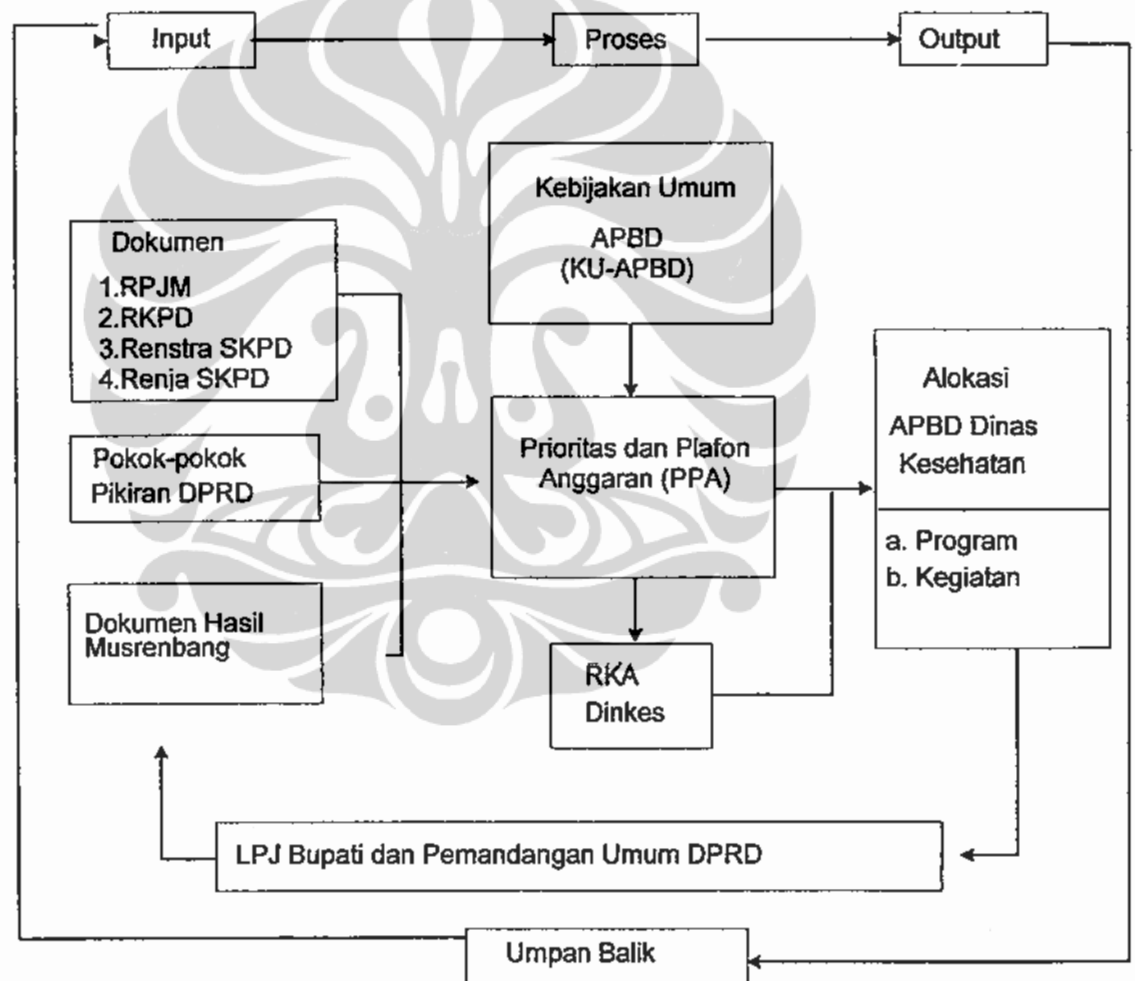 Input
Proses
Output
Kebijakan Umum
APBD
(KU-APBD)
Dokumen
1.RPJM
2.RKPD
3.Renstra SKPD
4.Renja SKPD
Pokok-pokok
Pikiran DPRD
Dokumen Hasil
Musrenbang
Prioritas dan Plafon
Anggaran (PPA)
RKA
Dinkes
Alokasi
APBD Dinas
Kesehatan
a. Program
b. Kegiatan
LPJ Bupati dan Pemandangan Umum DPRD
Umpan Balik